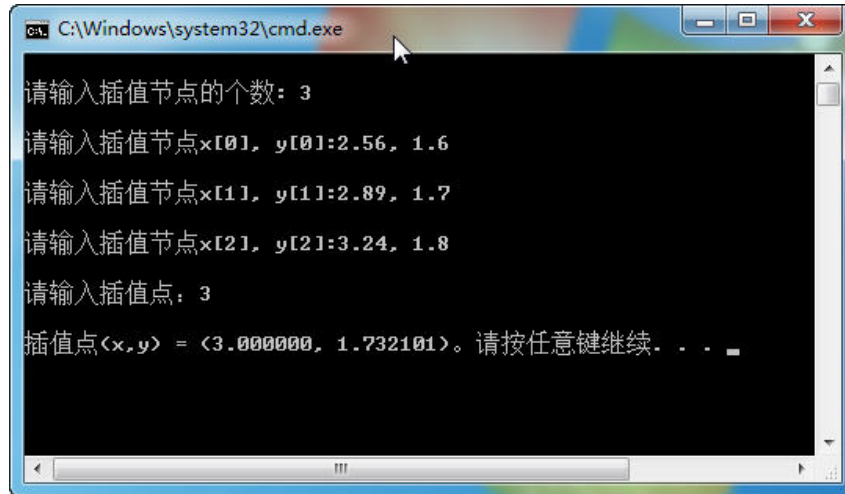 C:\Windows\system32\cmd.exe
请输入插值节点的个数: 3
请输入插值节点x[0], y[0]:2.56, 1.6
请输入插值节点x[1], y[1]:2.89, 1.7
请输入插值节点x[2], y[2]:3.24, 1.8
请输入插值点: 3
插值点(x,y) = (3.000000, 1.732101)。请按任意键继续. . .